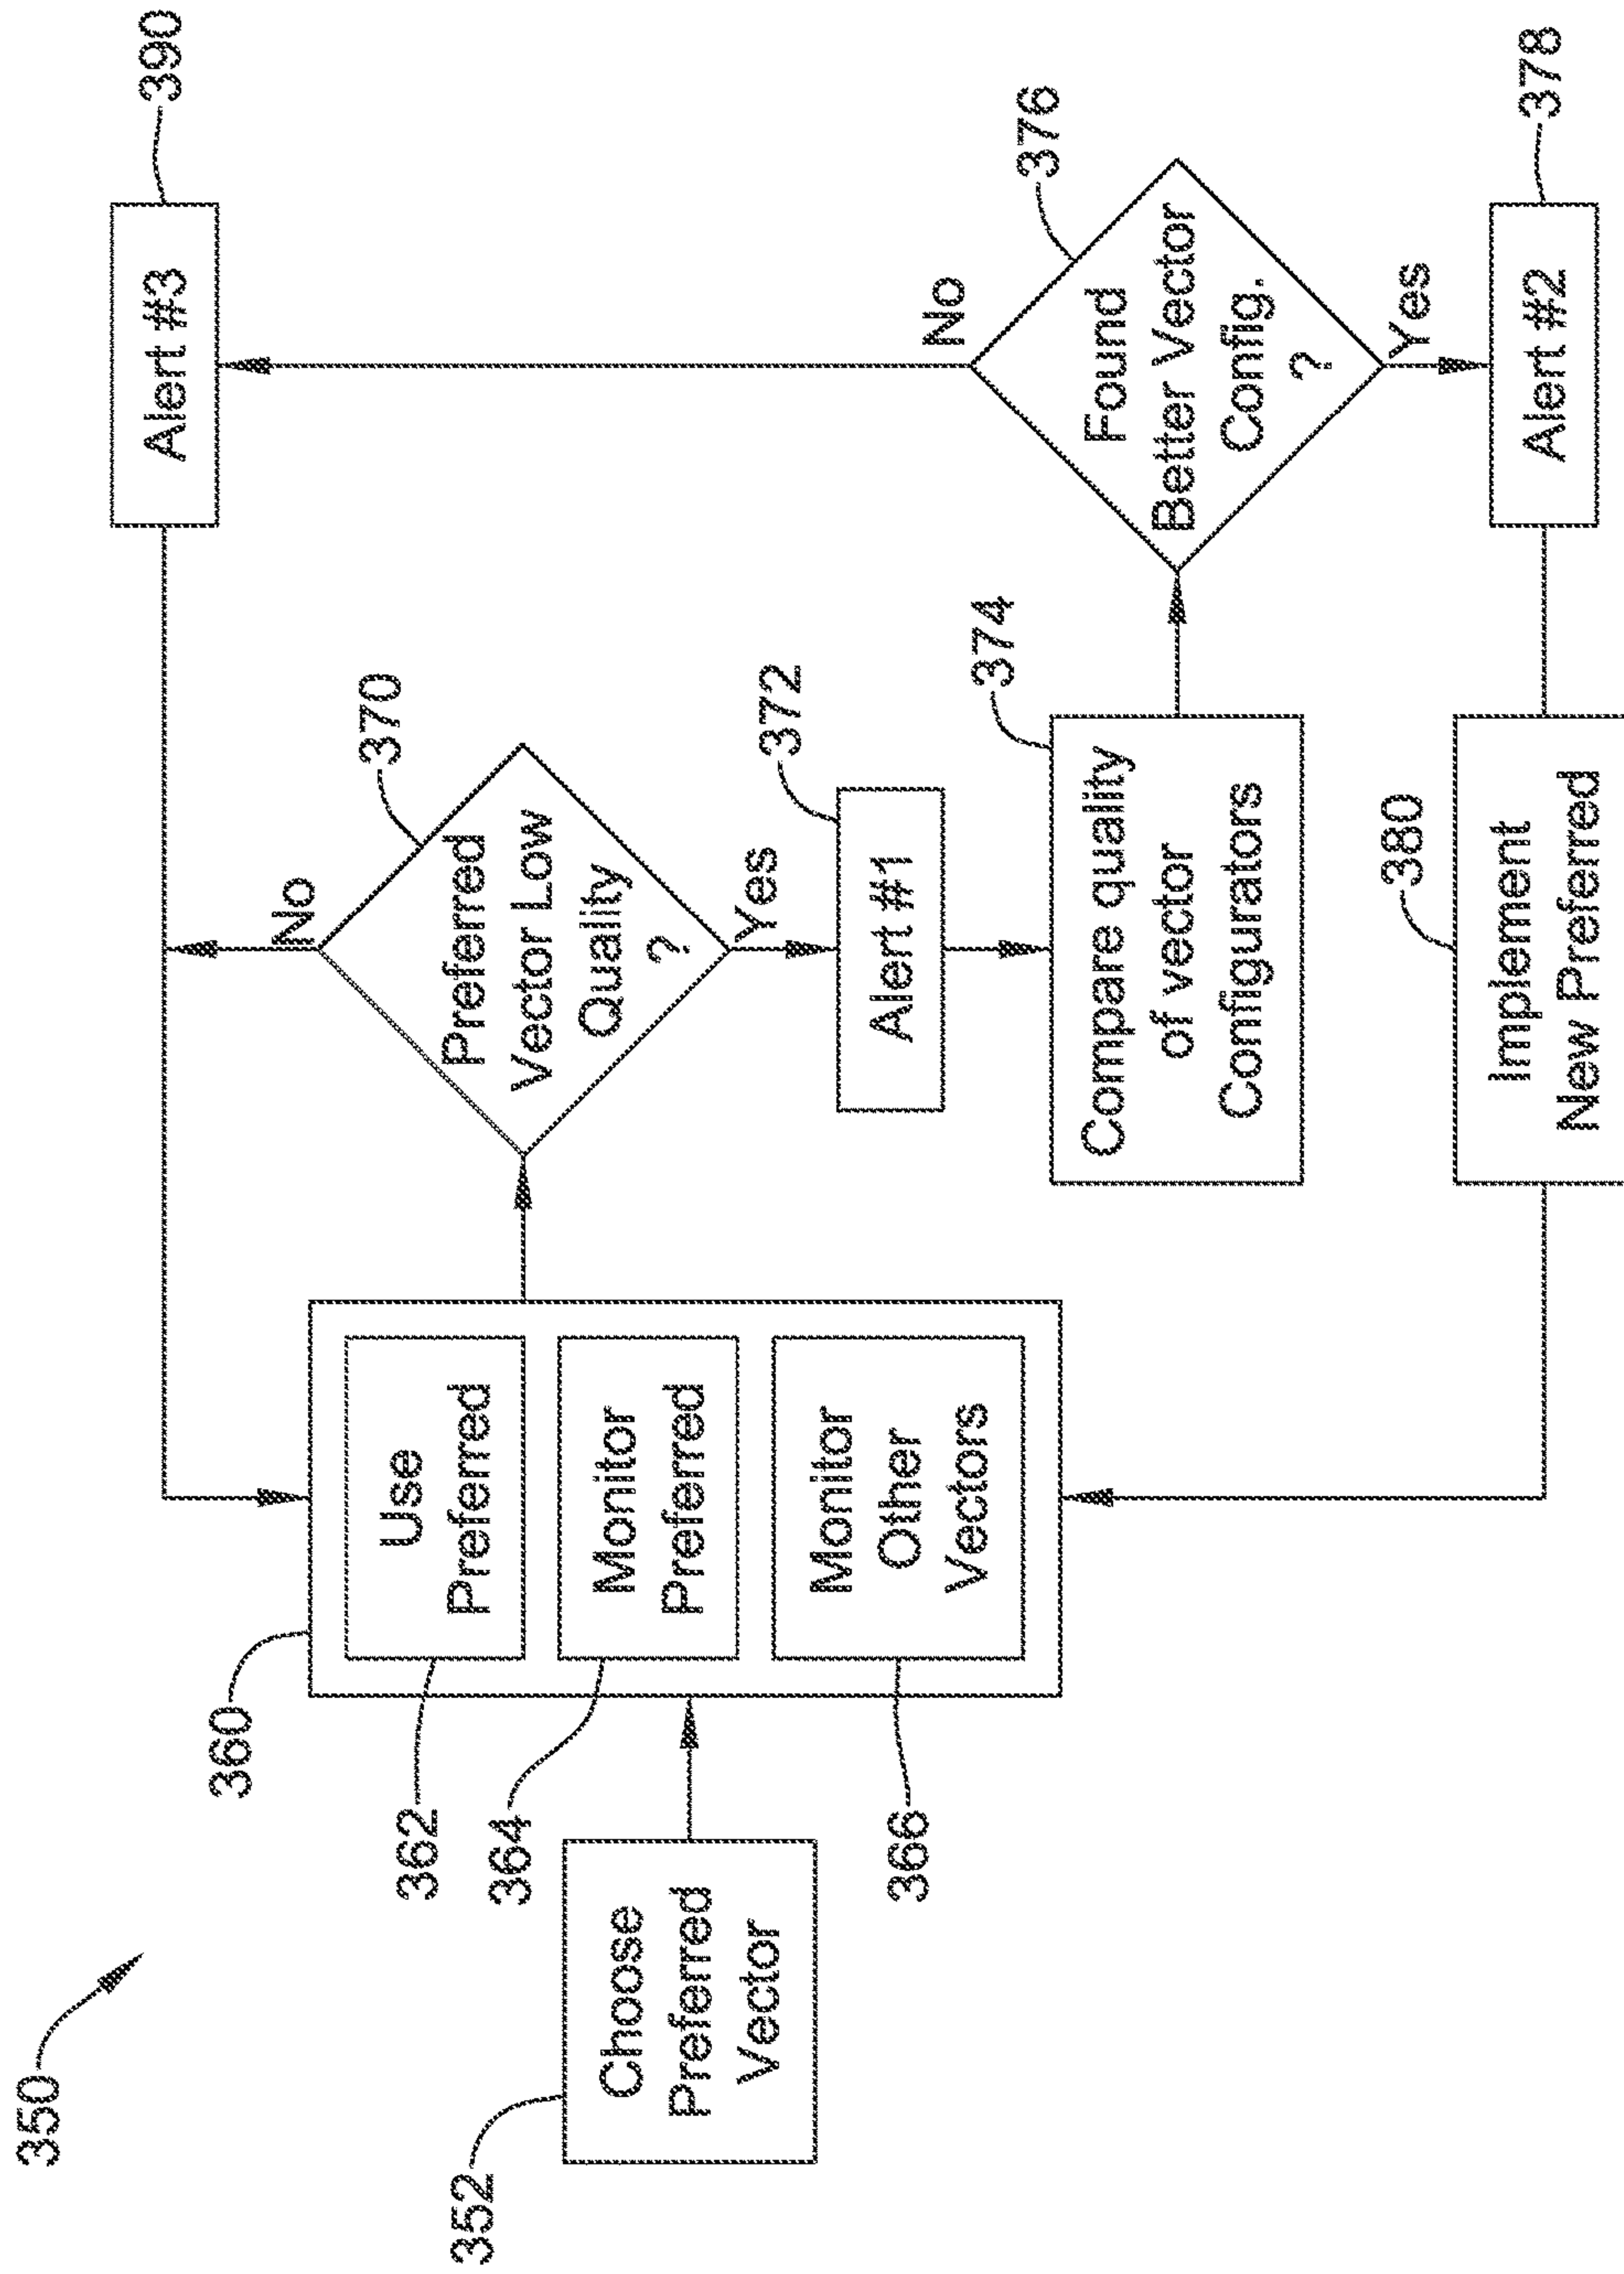 350
352
Choose
Preferred
Vector
360
362
Use
Preferred
364
Monitor
Preferred
366
Monitor
Other
Vectors
370
Preferred
Vector Low
Quality
?
No
Yes
372
Alert #1
374
Compare quality
of vector
Configurators
376
Found
Better Vector
Config.
?
No
Yes
390
Alert #3
378
Alert #2
380
Implement
New Preferred